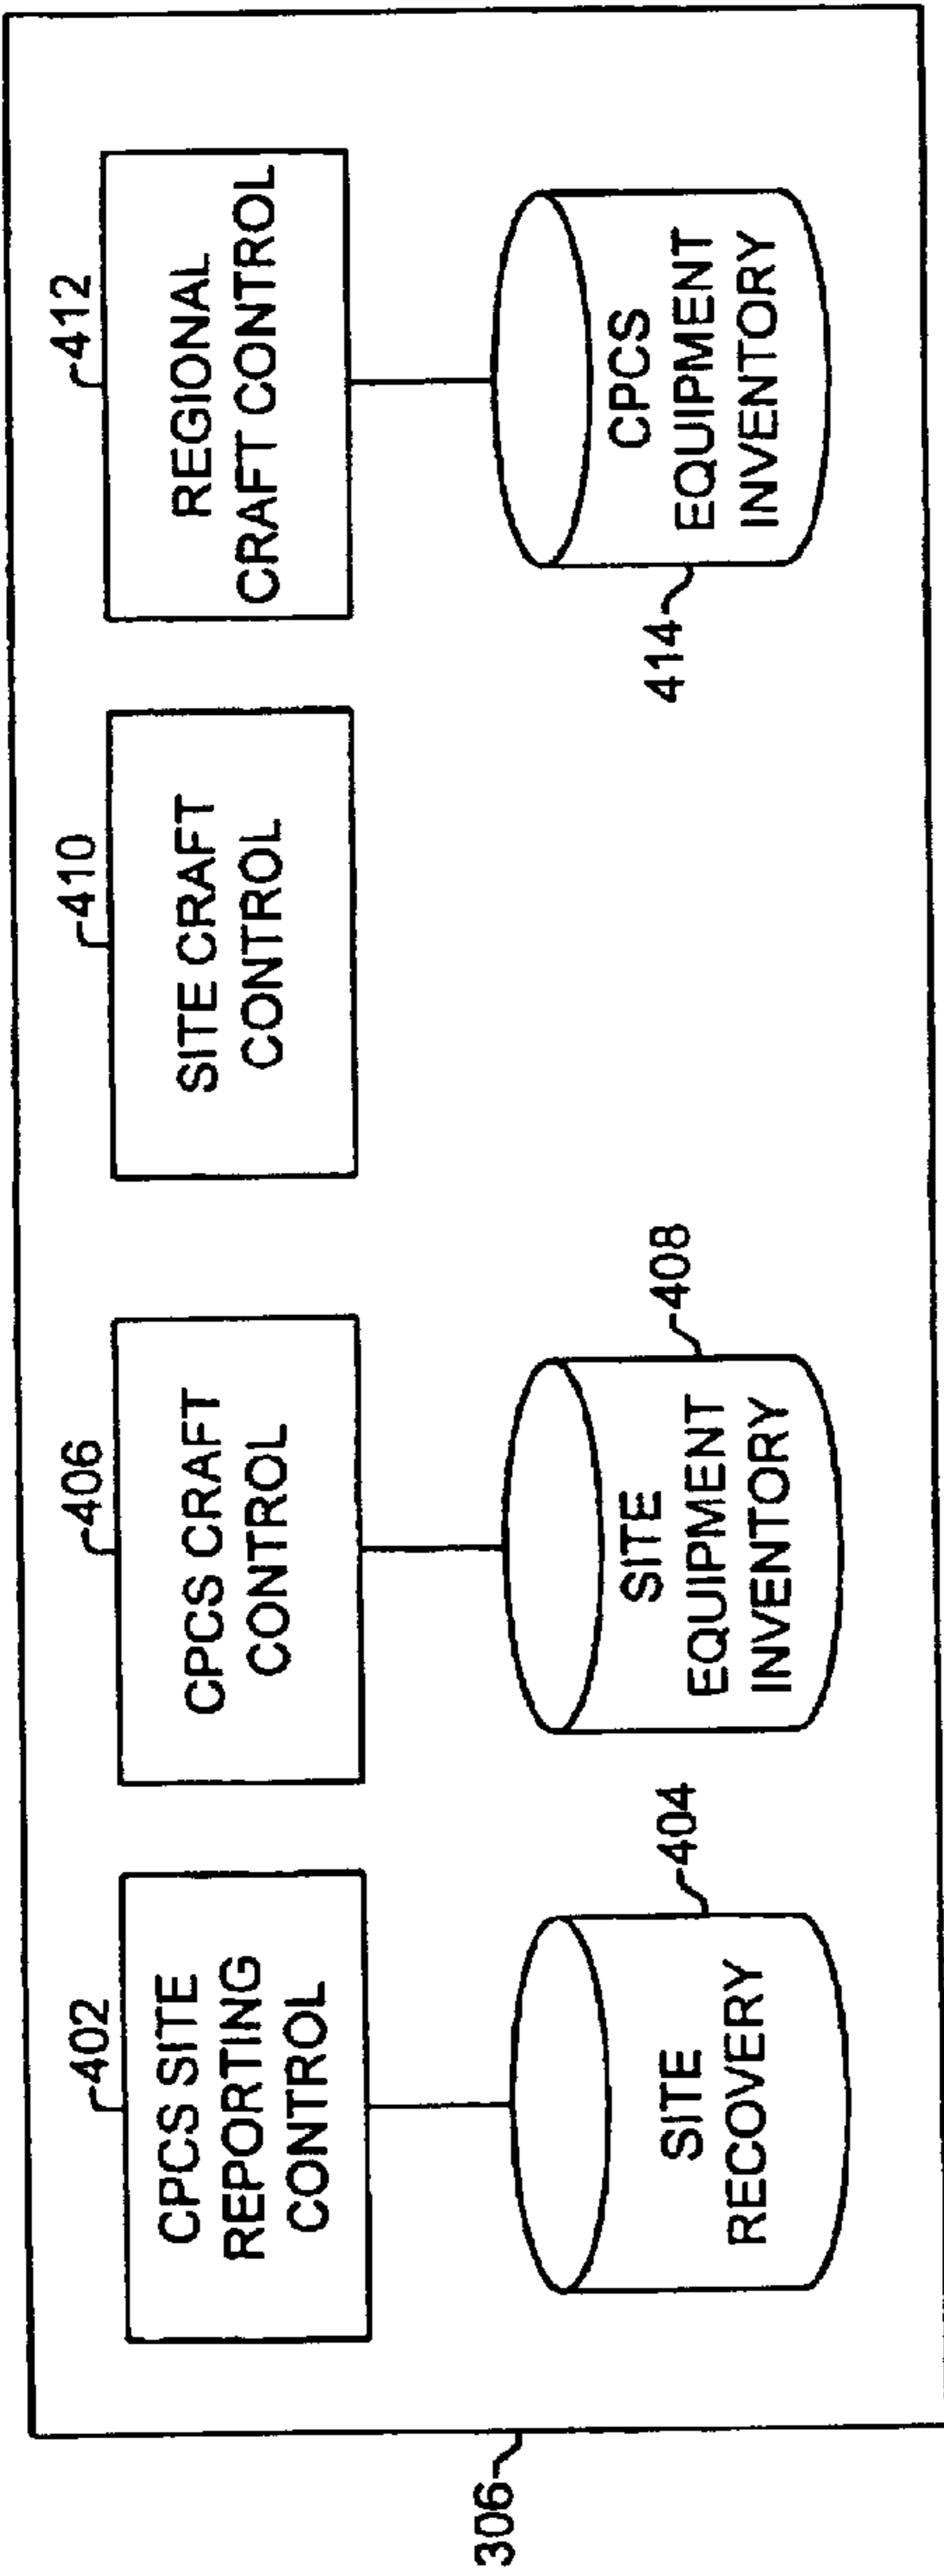 402
CPCS SITE
REPORTING
CONTROL
406
CPCS CRAFT
CONTROL
410
SITE CRAFT
CONTROL
412
REGIONAL
CRAFT CONTROL
404
SITE
RECOVERY
408
SITE
EQUIPMENT
INVENTORY
414
CPCS
EQUIPMENT
INVENTORY
306